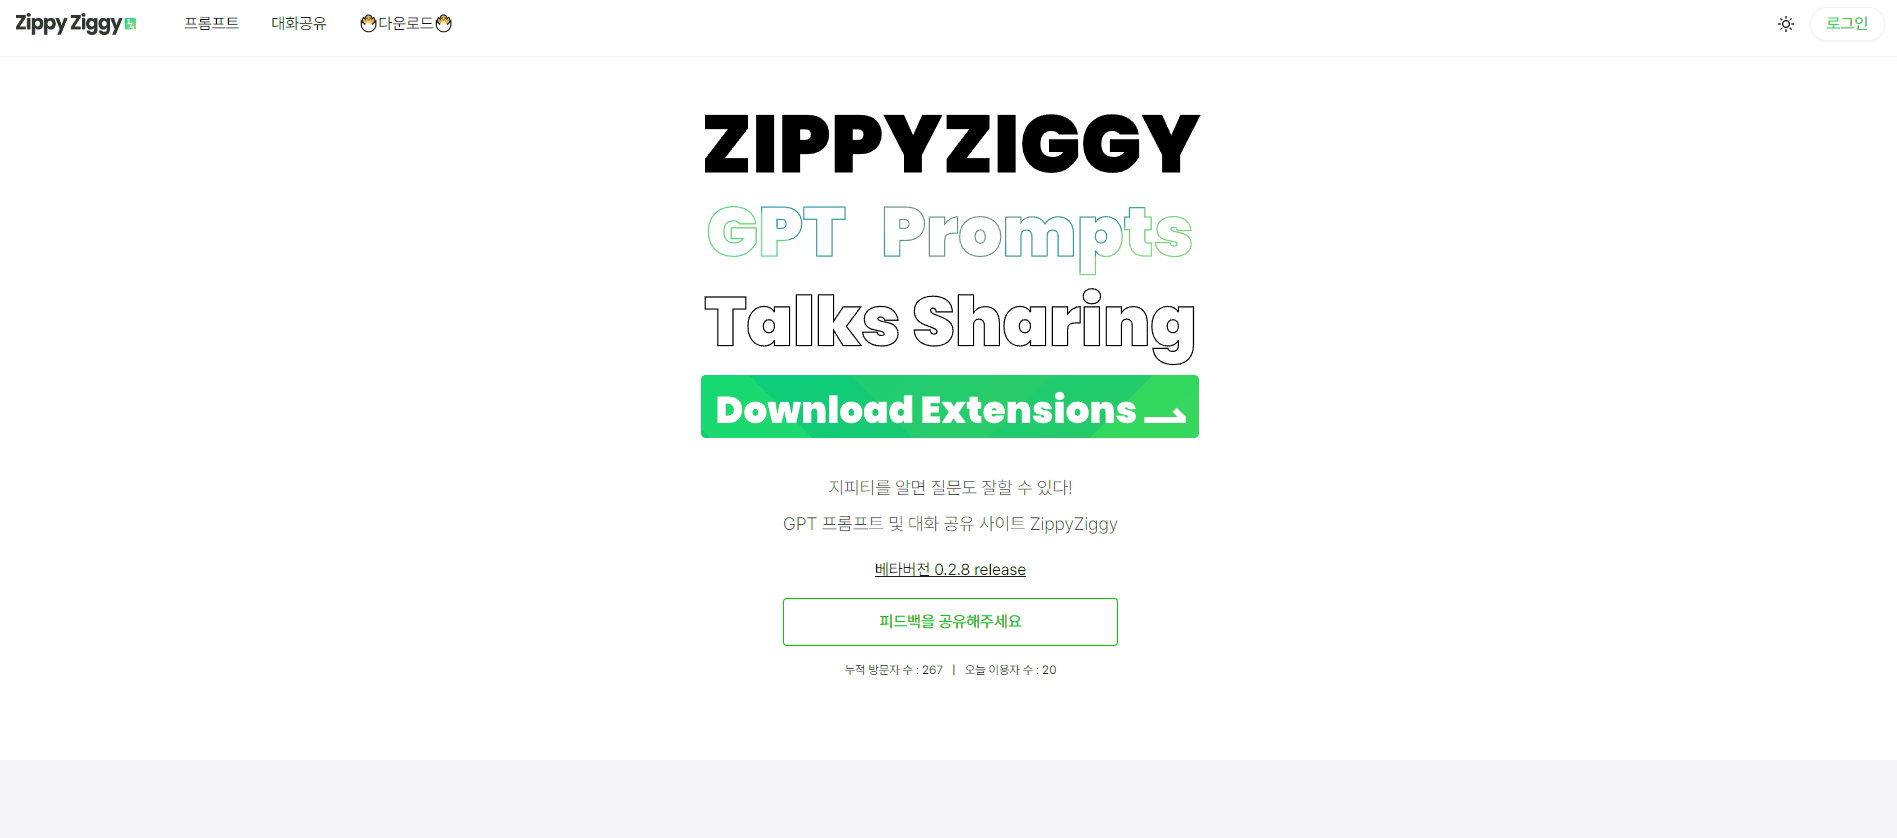 Zippy Ziggy 프롬프트 대화공유 🐣다운로드🐣 로그인
ZIPPYZIGGY
GPT Prompts
Talks Sharing
Download Extensions
지피티를 알면 질문도 잘할 수 있다!
GPT 프롬프트 및 대화 공유 사이트 ZippyZiggy
베타버전 0.2.8 release
피드백을 공유해주세요
누적 방문자 수 : 267 | 오늘 이용자 수 : 20